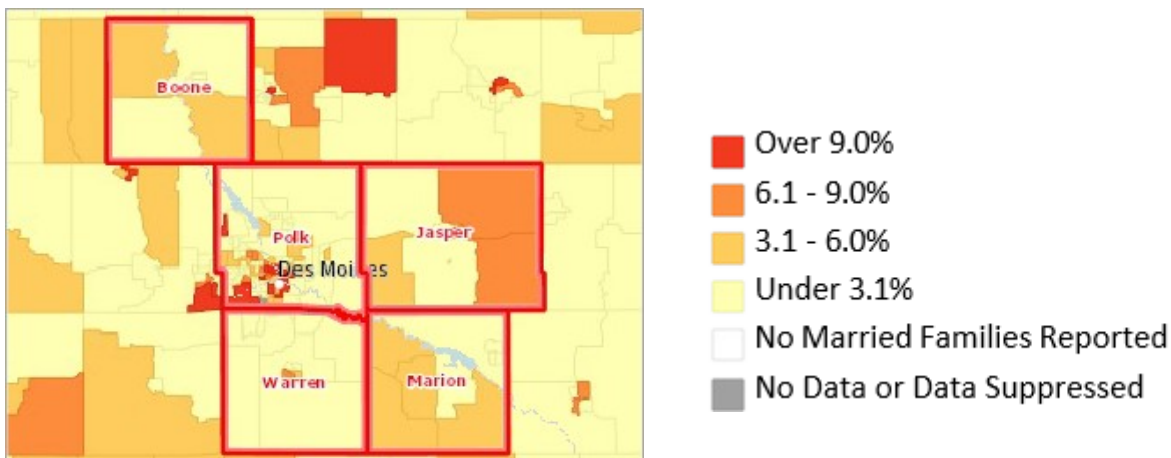 Boone
Polk
Jasper
Des Moines
Warren
Marion
Over 9.0%
6.1 - 9.0%
3.1 - 6.0%
Under 3.1%
No Married Families Reported
No Data or Data Suppressed